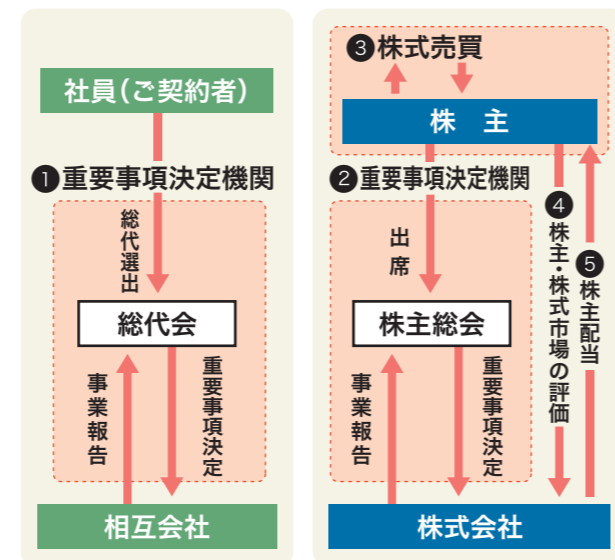 社員(ご契約者)
❶重要事項決定機関
総代選出
総代会
事業報告
重要事項決定
相互会社
❸株式売買
株 主
❷重要事項決定機関
出席
株主総会
事業報告
重要事項決定
❹株主・株式市場の評価
❺株主配当
株式会社